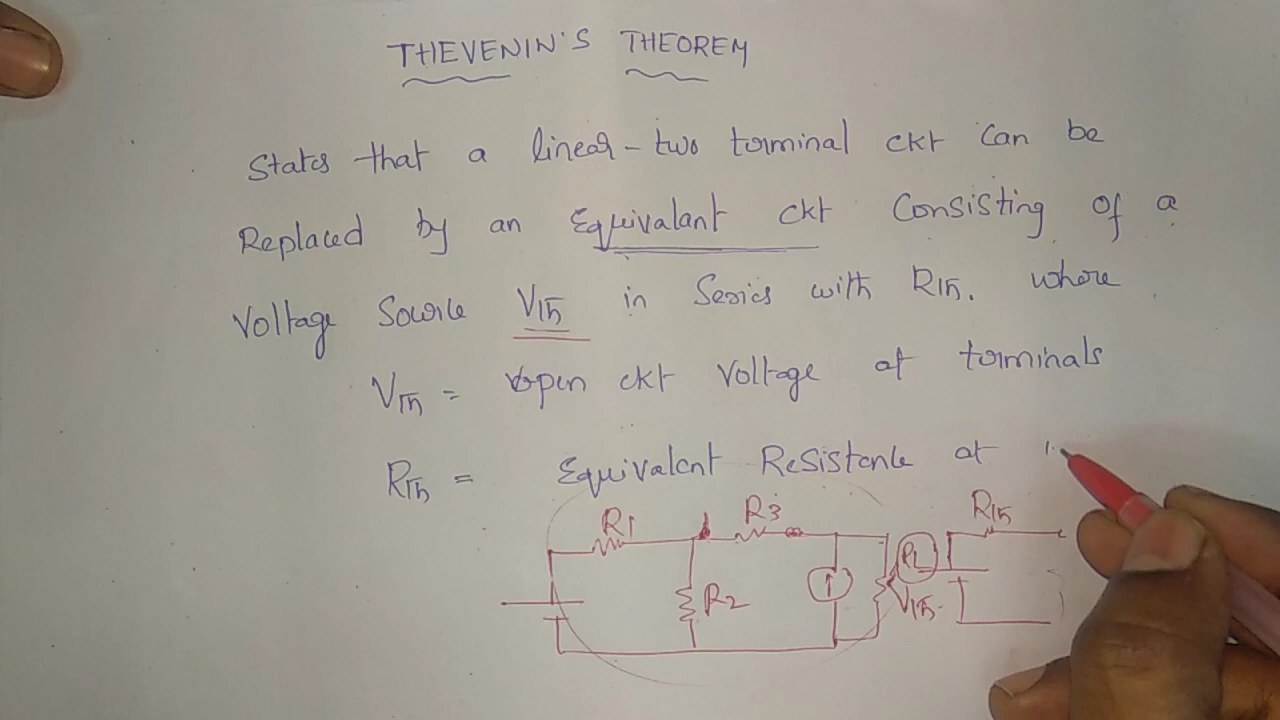 THEVENIN'S THEOREM
States that a linear-two terminal ckt can be
Replaced by an Equivalant ckt Consisting of a
Voltage Source VTh in Series with RTh. where
VTh = open ckt Voltage at terminals
RTh = Equivalent Resistance at
R1 R3 RTh
R2 RL VTh